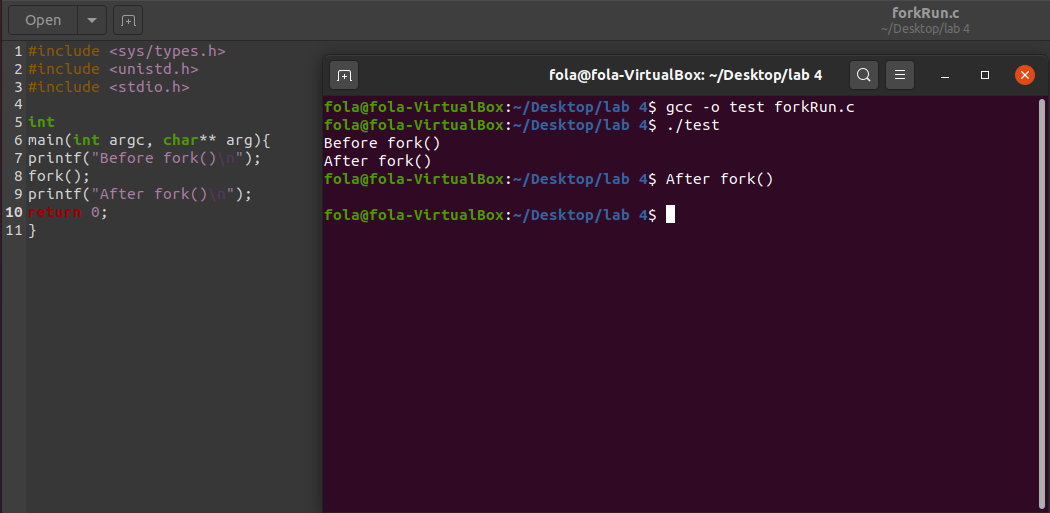 Open
forkRun.c
~/Desktop/lab 4
1 #include <sys/types.h>
2 #include <unistd.h>
3 #include <stdio.h>
4
5 int
6 main(int argc, char** arg){
7 printf("Before fork()\n");
8 fork();
9 printf("After fork()\n");
10 return 0;
11 }
fola@fola-VirtualBox: ~/Desktop/lab 4
fola@fola-VirtualBox:~/Desktop/lab 4$ gcc -o test forkRun.c
fola@fola-VirtualBox:~/Desktop/lab 4$ ./test
Before fork()
After fork()
fola@fola-VirtualBox:~/Desktop/lab 4$ After fork()
fola@fola-VirtualBox:~/Desktop/lab 4$